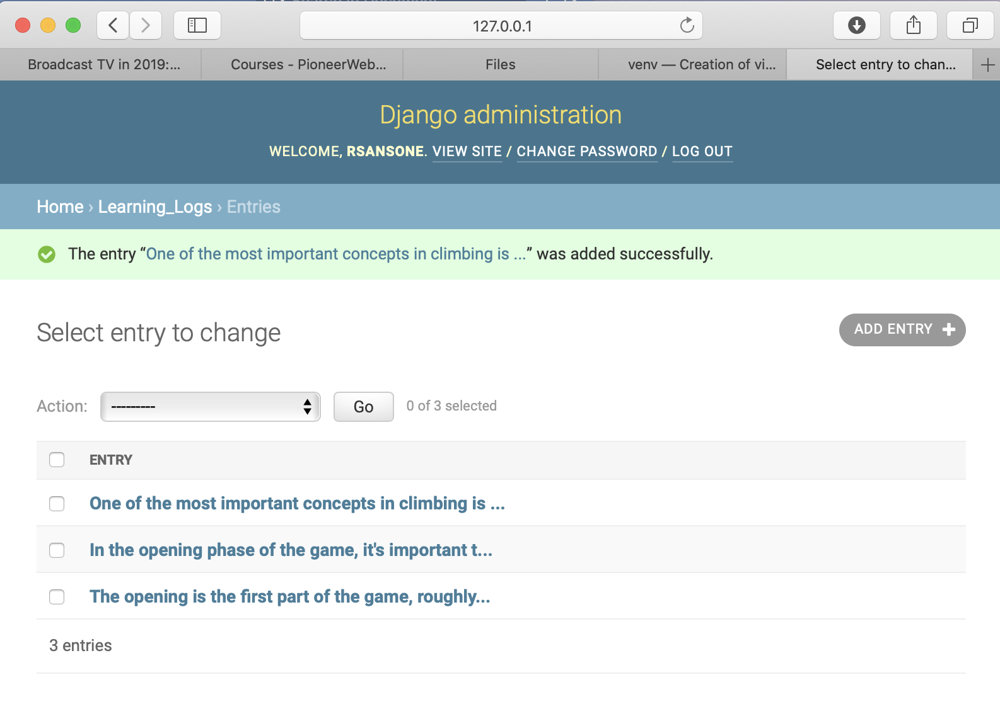 127.0.0.1
Broadcast TV in 2019:...
Courses - PioneerWeb...
Files
venv — Creation of vi...
Select entry to chan...
Django administration
WELCOME, RSANSONE. VIEW SITE / CHANGE PASSWORD / LOG OUT
Home › Learning_Logs › Entries
The entry “One of the most important concepts in climbing is ...” was added successfully.
Select entry to change
ADD ENTRY
Action: --------- Go 0 of 3 selected
ENTRY
One of the most important concepts in climbing is ...
In the opening phase of the game, it's important t...
The opening is the first part of the game, roughly...
3 entries